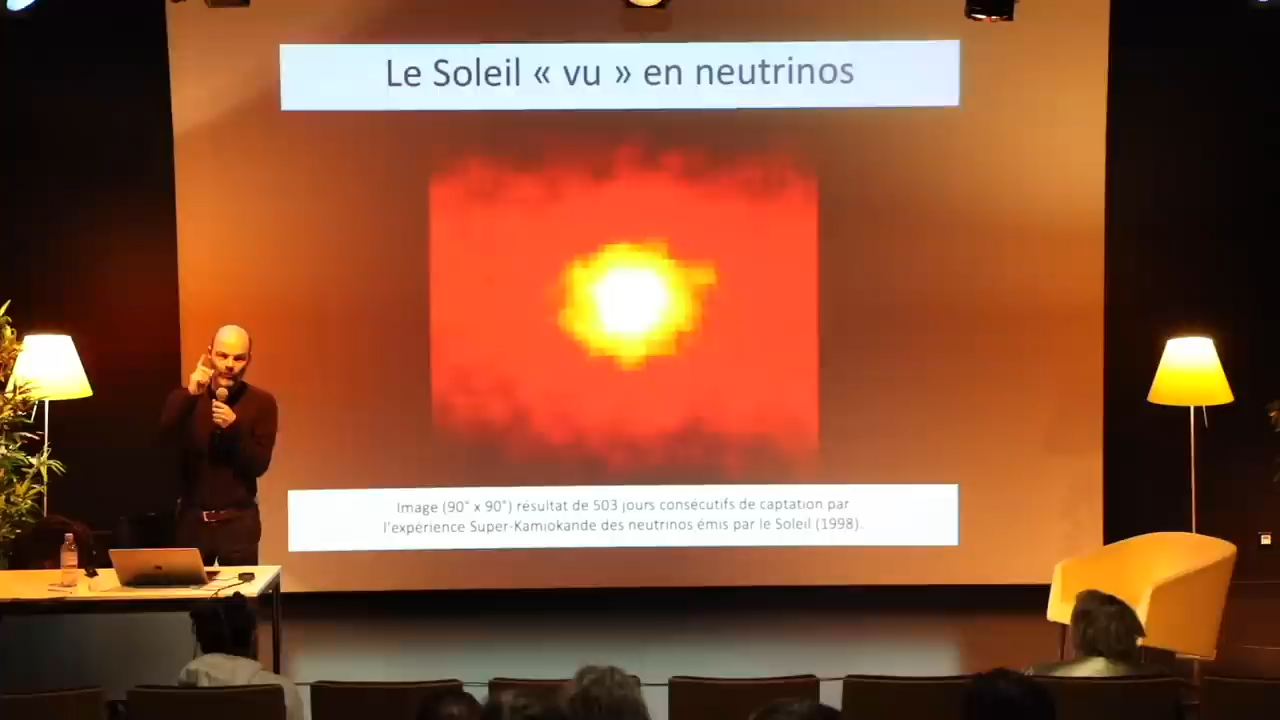 Le Soleil « vu » en neutrinos
Image (90° x 90°) résultat de 503 jours consécutifs de captation par
l'expérience Super-Kamiokande des neutrinos émis par le Soleil (1998).